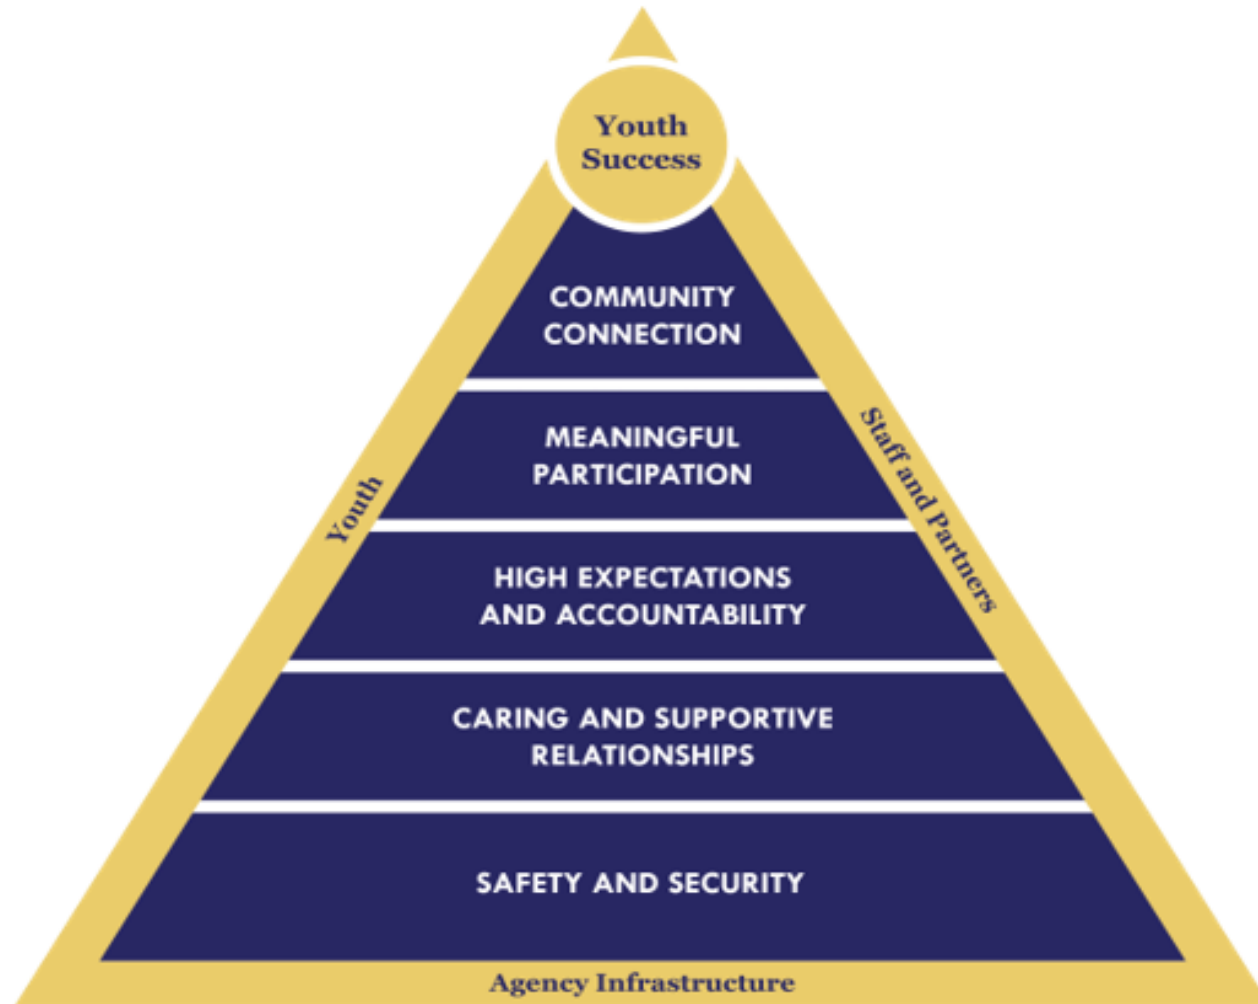 Youth
Success
COMMUNITY
CONNECTION
MEANINGFUL
PARTICIPATION
Youth
Staff and Partners
HIGH EXPECTATIONS
AND ACCOUNTABILITY
CARING AND SUPPORTIVE
RELATIONSHIPS
SAFETY AND SECURITY
Agency Infrastructure